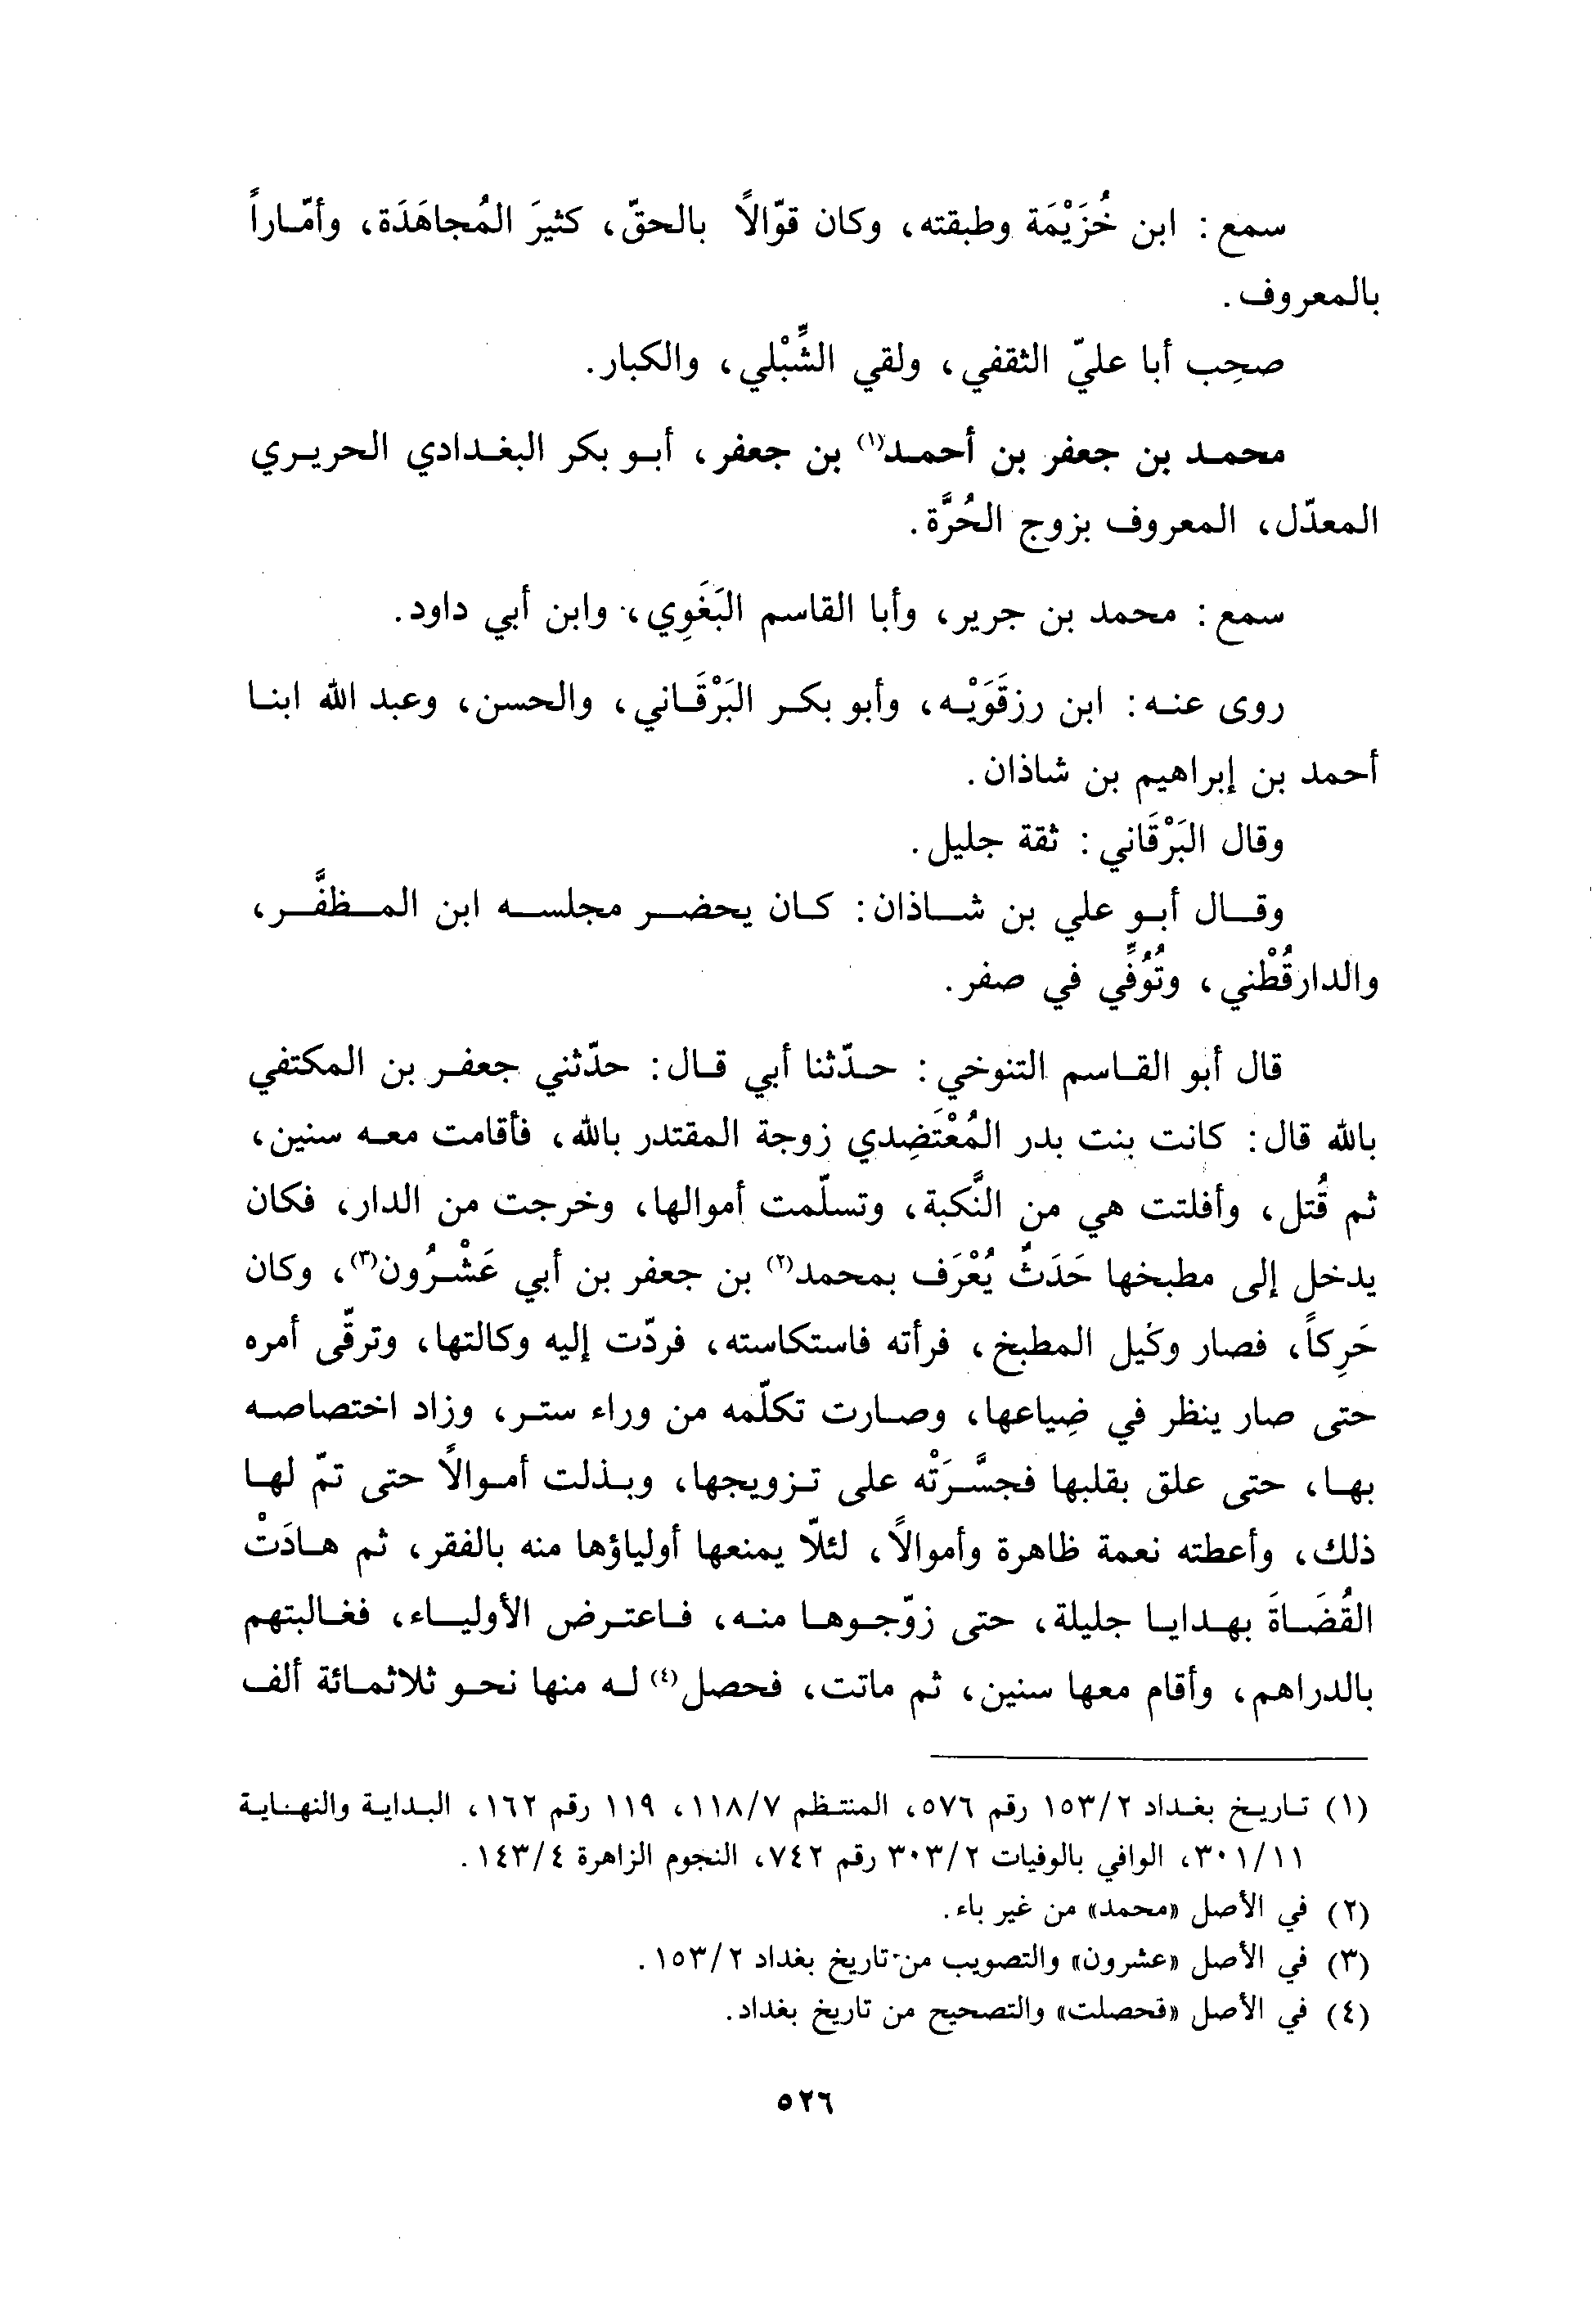 سمع : ابن خُزَيْمَة وطبقته، وكان قوّالاً بالحقّ، كثيرَ المُجاهَدَة، وأمّاراً
بالمعروف.
صحِب أبا عليّ الثقفي، ولقي الشِّبْلي، والكبار.
محمد بن جعفر بن أحمد(١) بن جعفر، أبو بكر البغدادي الحريري
المعدّل، المعروف بزوج الحُرَّة.
سمع : محمد بن جرير، وأبا القاسم البَغَوِي، وابن أبي داود.
روى عنه : ابن رزقَوَيْه، وأبو بكر البَرْقَاني، والحسن، وعبد الله ابنا
أحمد بن إبراهيم بن شاذان.
وقال البَرْقَاني : ثقة جليل.
وقال أبو علي بن شاذان: كان يحضر مجلسه ابن المظفَّر،
والدارقُطْني، وتُوُفِّي في صفر.
قال أبو القاسم التنوخي : حدّثنا أبي قال: حدّثني جعفر بن المكتفي
بالله قال: كانت بنت بدر المُعْتَضِدي زوجة المقتدر بالله، فأقامت معه سنين،
ثم قُتل، وأفلتت هي من النَّكبة، وتسلّمت أموالها، وخرجت من الدار، فكان
يدخل إلى مطبخها حَدَثٌ يُعْرَف بمحمد(٢) بن جعفر بن أبي عَشْرُون(٣)، وكان
حَرِكاً، فصار وكيل المطبخ، فرأته فاستكاسته، فردّت إليه وكالتها، وترقّى أمره
حتى صار ينظر في ضِياعها، وصارت تكلّمه من وراء ستر، وزاد اختصاصه
بها، حتى علق بقلبها فجسَّرَتْه على تزويجها، وبذلت أموالاً حتى تمّ لها
ذلك، وأعطته نعمة ظاهرة وأموالاً، لئلاّ يمنعها أولياؤها منه بالفقر، ثم هادَتْ
القُضَاةَ بهدايا جليلة، حتى زوّجوها منه، فاعترض الأولياء، فغالبتهم
بالدراهم، وأقام معها سنين، ثم ماتت، فحصل(٤) له منها نحو ثلاثمائة ألف
(١) تاريخ بغداد ١٥٣/٢ رقم ٥٧٦، المنتظم ١١٨/٧، ١١٩ رقم ١٦٢، البداية والنهاية
٣٠١/١١، الوافي بالوفيات ٣٠٣/٢ رقم ٧٤٢، النجوم الزاهرة ١٤٣/٤.
(٢) في الأصل «محمد» من غير باء.
(٣) في الأصل «عشرون» والتصويب من تاريخ بغداد ١٥٣/٢.
(٤) في الأصل «فحصلت» والتصحيح من تاريخ بغداد.
٥٢٦